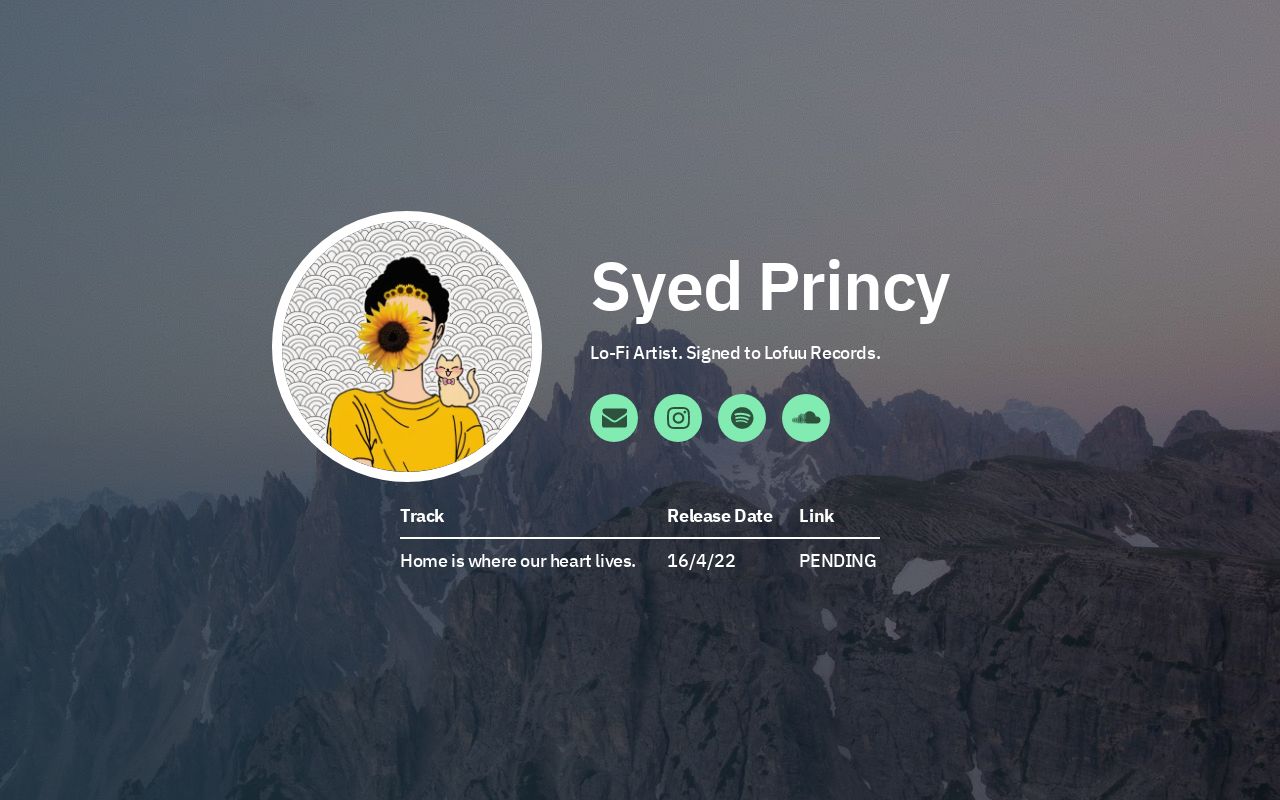 Syed Princy
Lo-Fi Artist. Signed to Lofuu Records.
Track Release Date Link
Home is where our heart lives. 16/4/22 PENDING